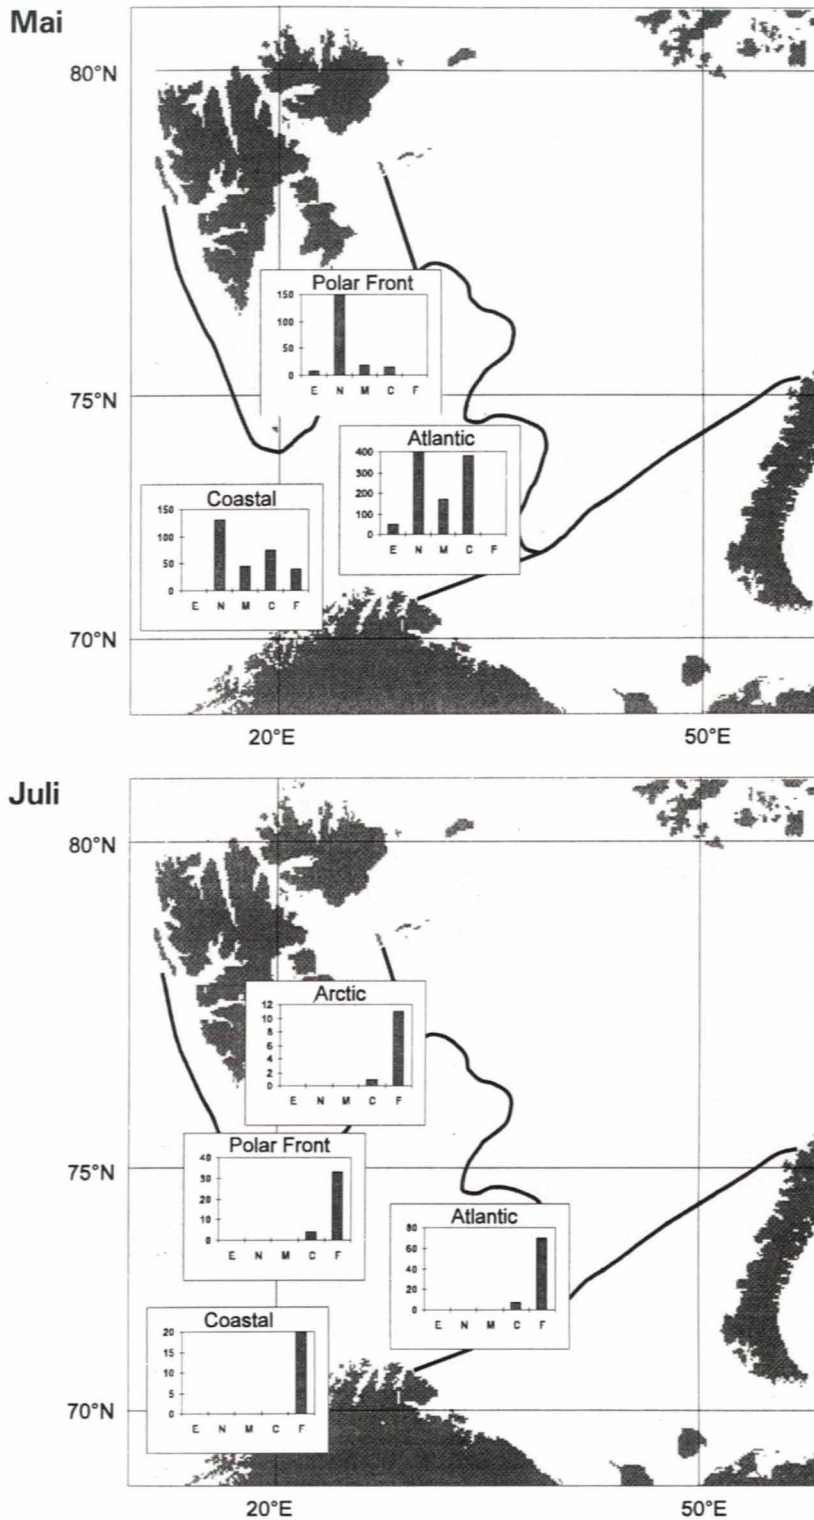 Mai
80°N
Polar Front
150
100
50
0
E N M C F
75°N
Atlantic
400
300
200
100
0
E N M C F
Coastal
150
100
50
0
E N M C F
70°N
20°E 50°E
Juli
80°N
Arctic
12
10
8
6
4
2
0
E N M C F
Polar Front
40
30
20
10
0
E N M C F
75°N
Atlantic
80
60
40
20
0
E N M C F
Coastal
20
15
10
5
0
E N M C F
70°N
20°E 50°E